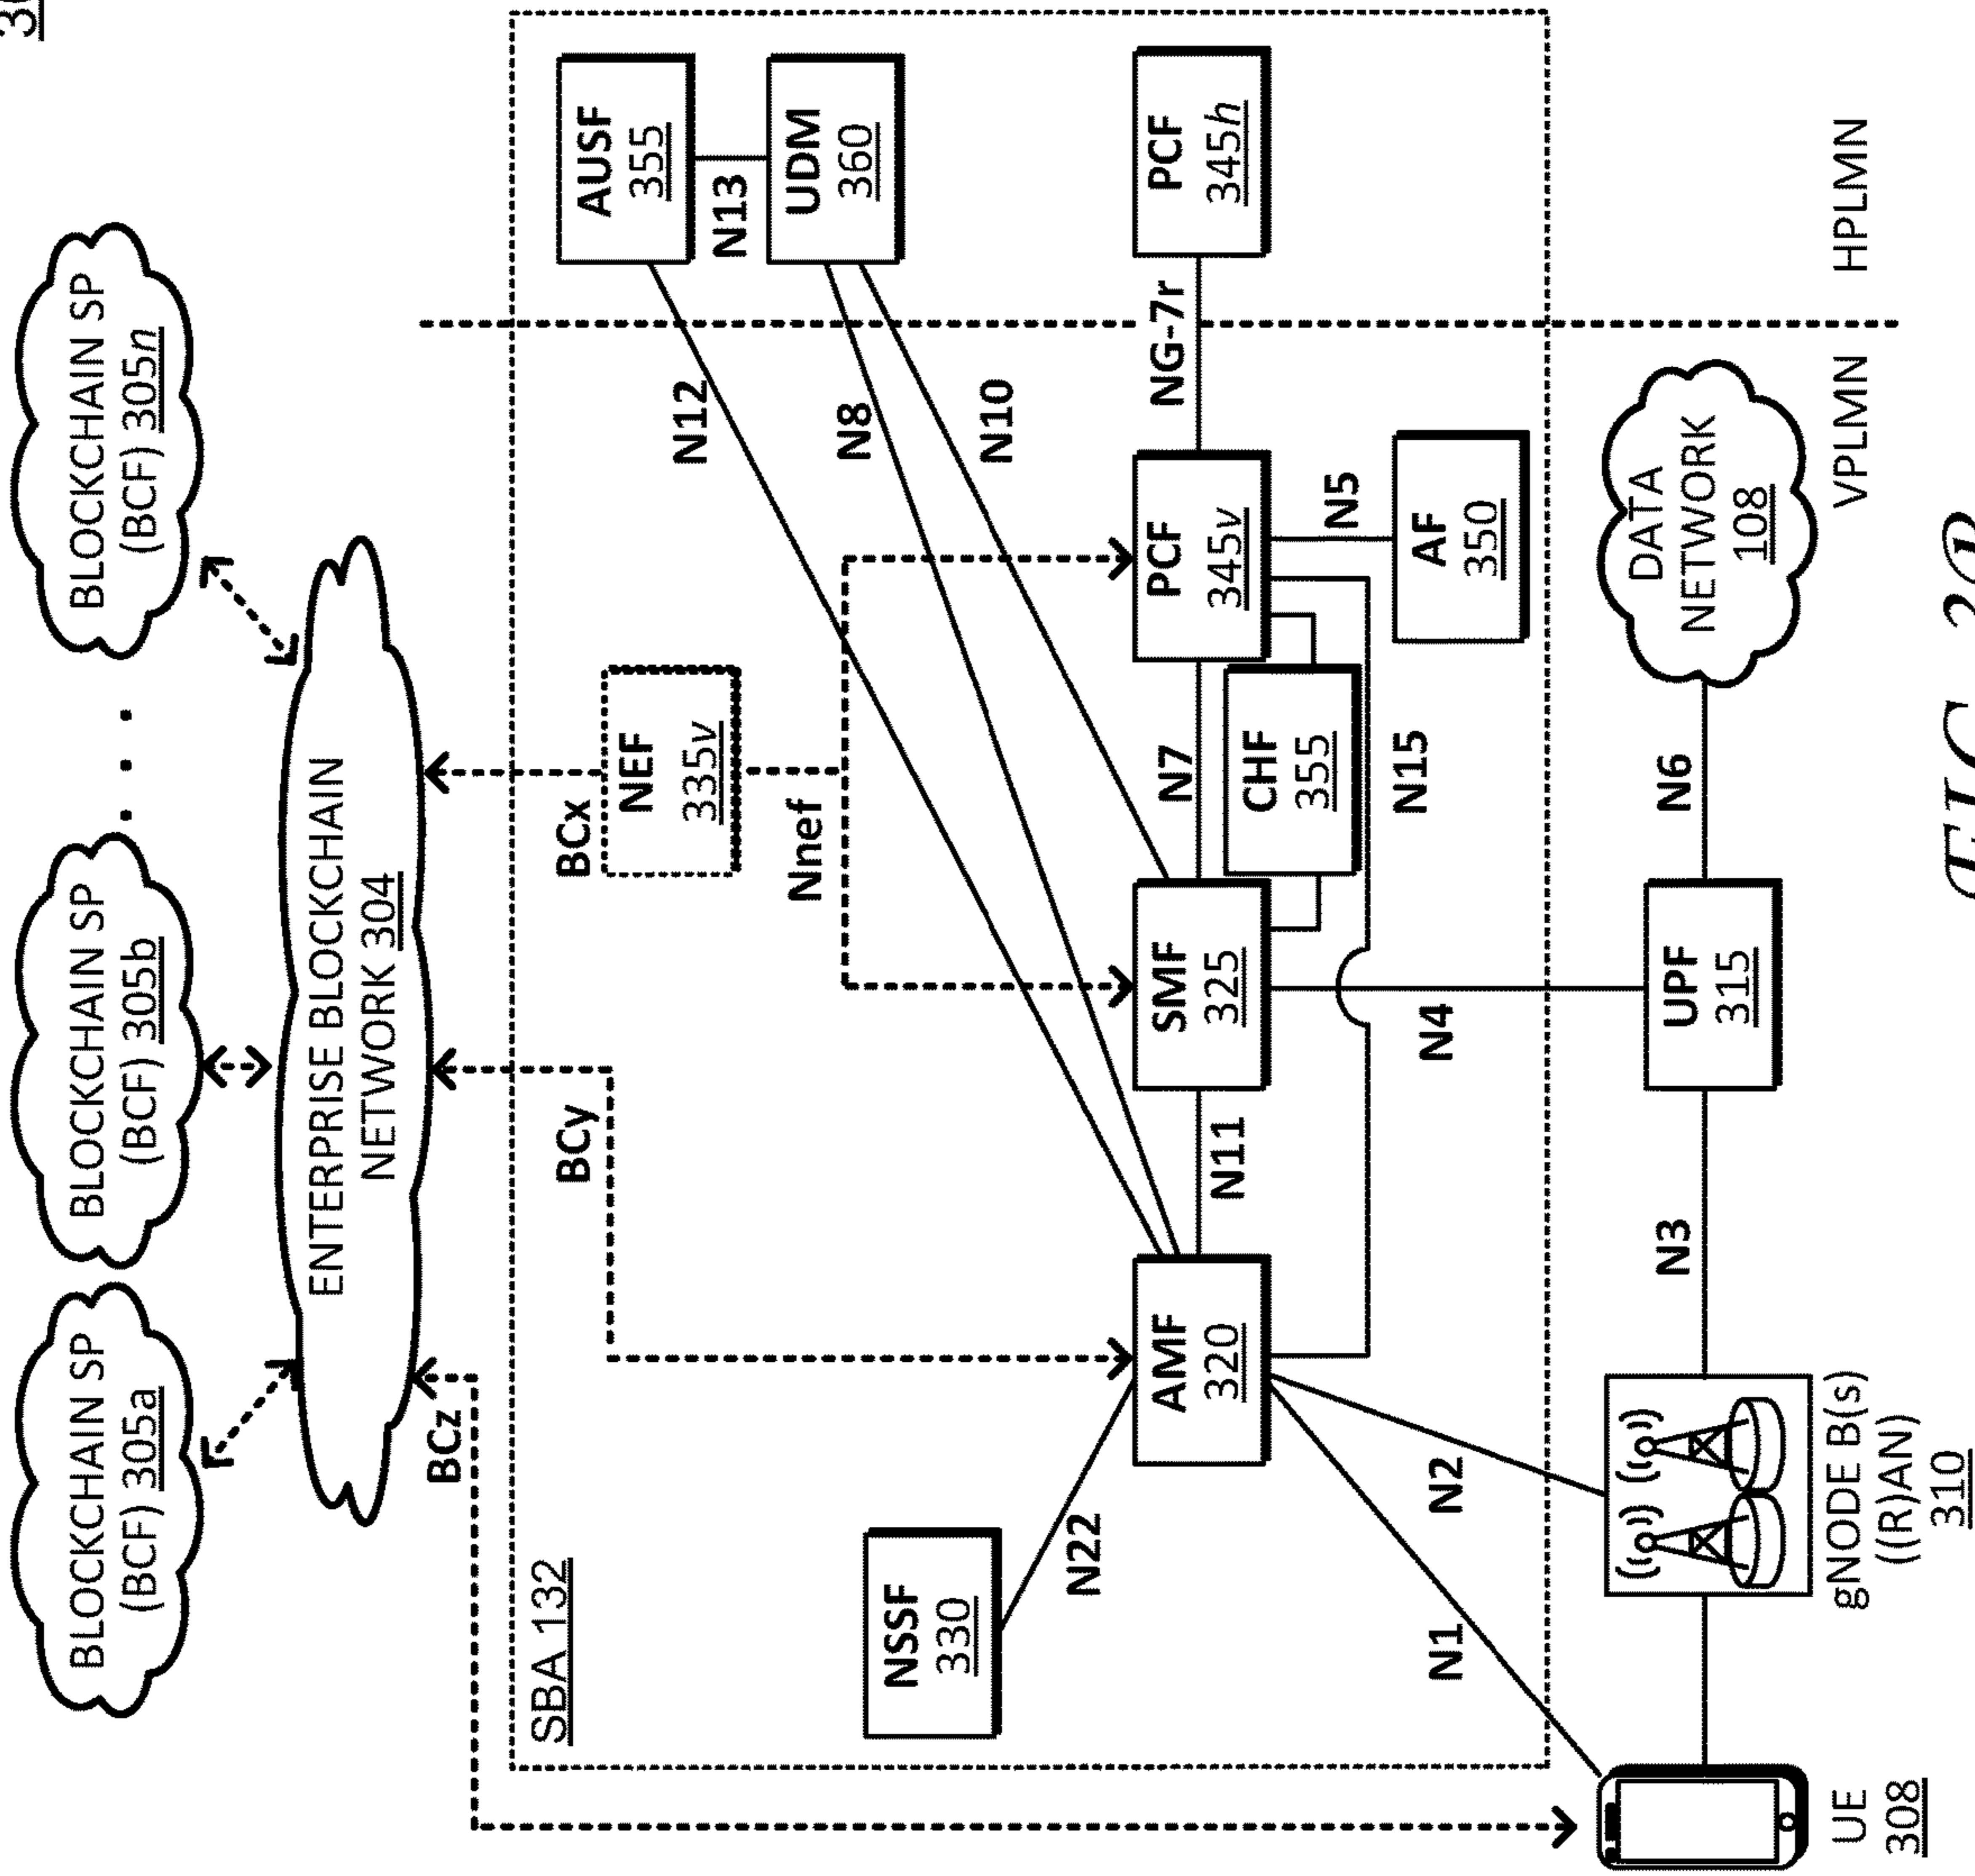 BLOCKCHAIN SP
(BCF) 305a
BLOCKCHAIN SP
(BCF) 305b
. . .
BLOCKCHAIN SP
(BCF) 305n
ENTERPRISE BLOCKCHAIN
NETWORK 304
BCz
BCy
BCx
SBA 132
NEF
335v
Nnef
AUSF
355
N13
UDM
360
N12
N8
N10
NSSF
330
N22
AMF
320
N11
SMF
325
N7
PCF
345v
NG-7r
PCF
345h
CHF
355
N5
N15
AF
350
N1
N2
N4
UE
308
gNODE B(s)
((R)AN)
310
N3
UPF
315
N6
DATA
NETWORK
108
VPLMN
HPLMN